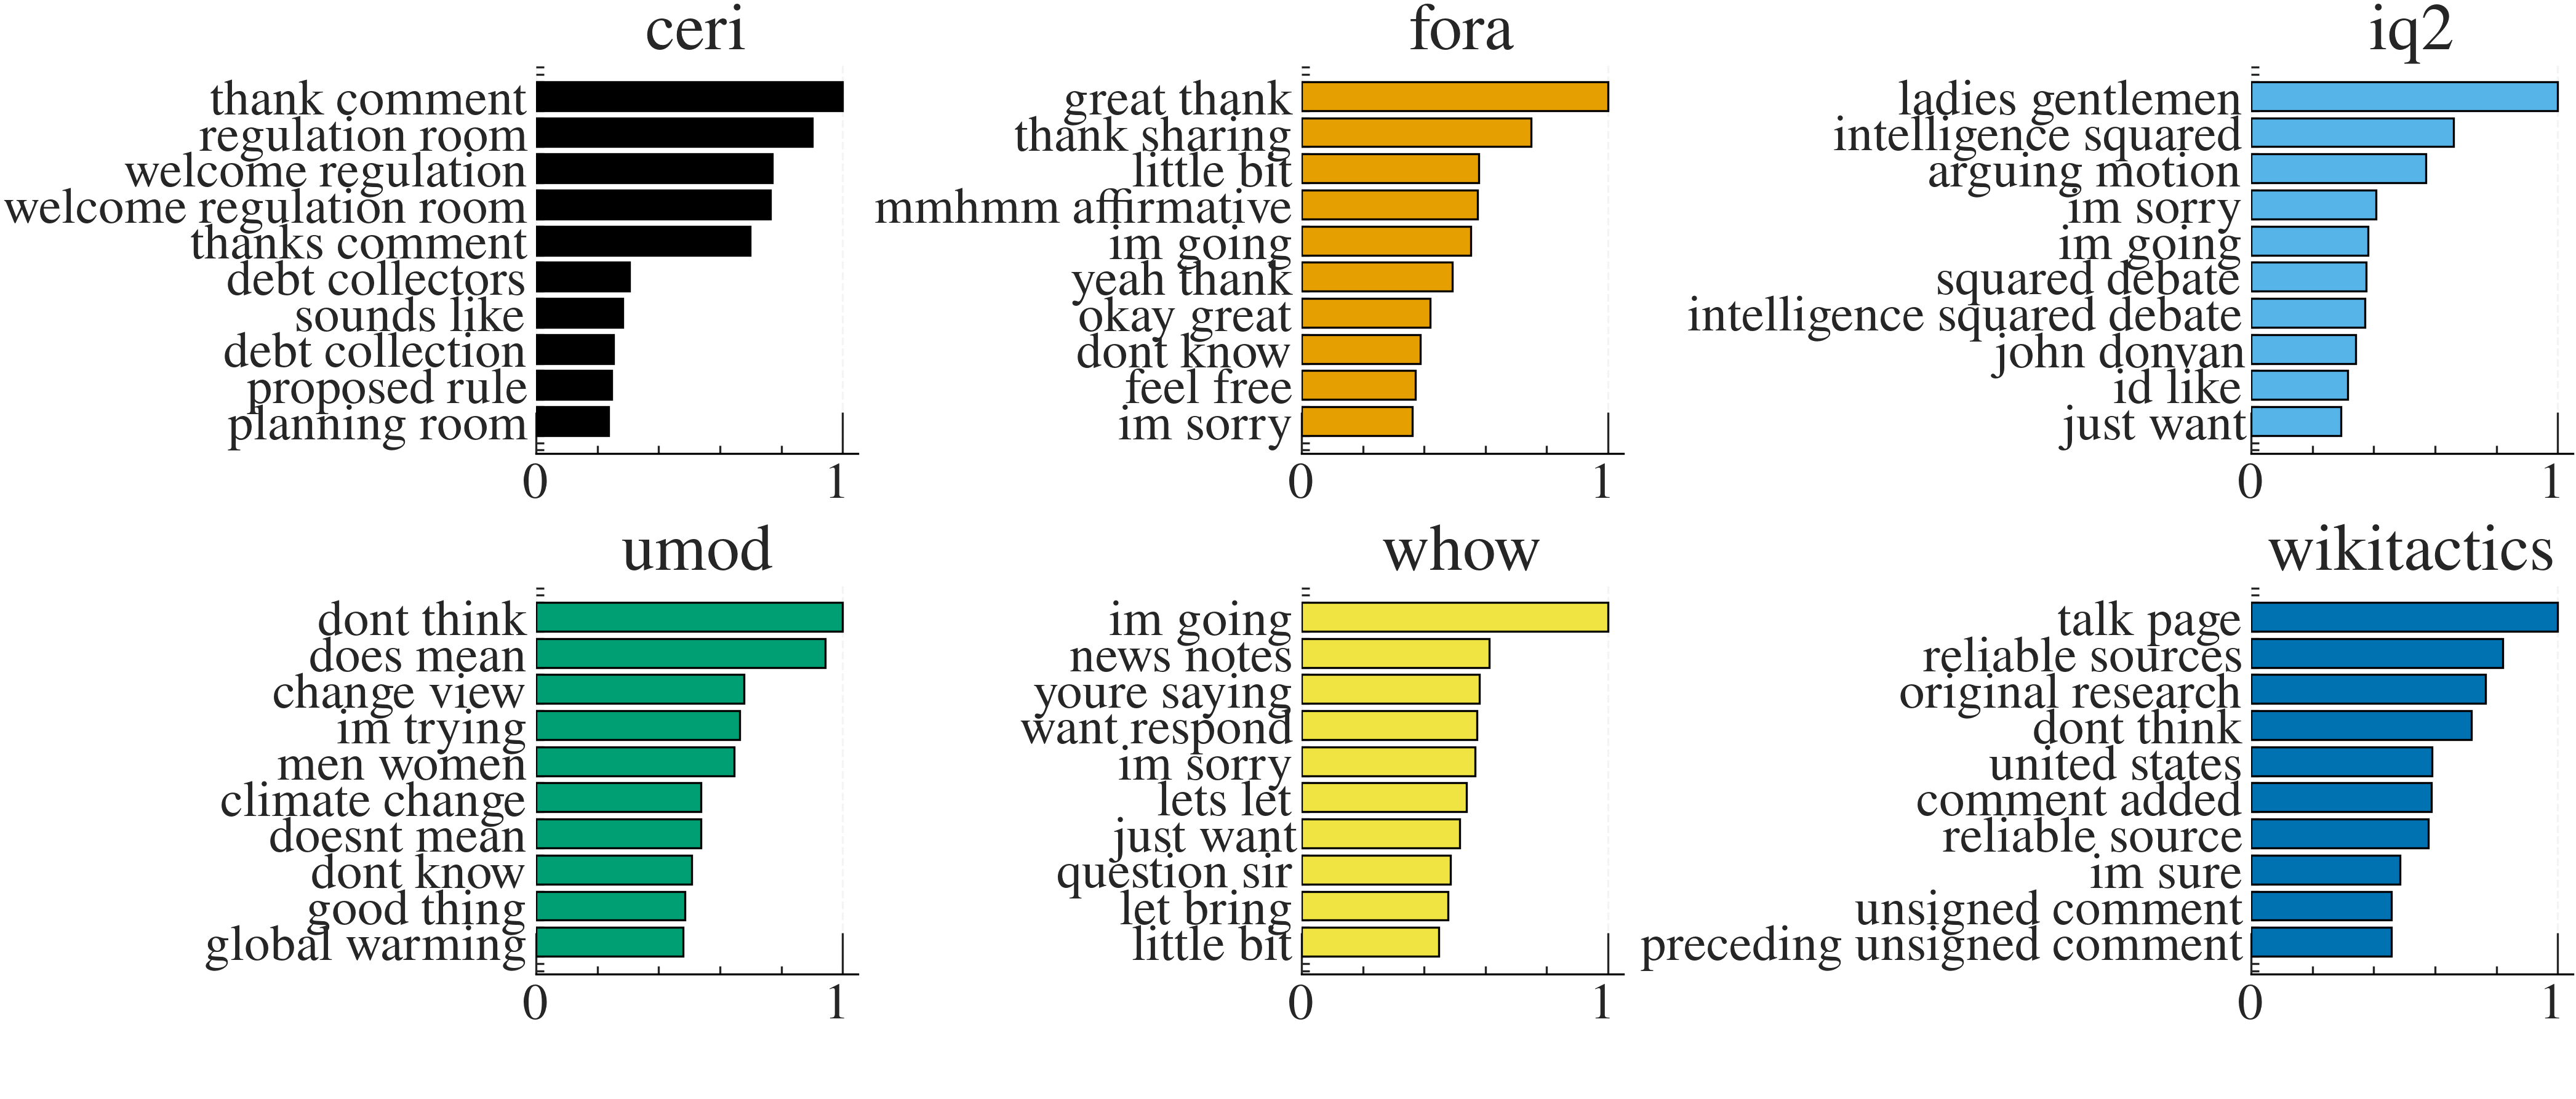 ceri
thank comment
regulation room
welcome regulation
welcome regulation room
thanks comment
debt collectors
sounds like
debt collection
proposed rule
planning room
0 1
fora
great thank
thank sharing
little bit
mmhmm affirmative
im going
yeah thank
okay great
dont know
feel free
im sorry
0 1
iq2
ladies gentlemen
intelligence squared
arguing motion
im sorry
im going
squared debate
intelligence squared debate
john donvan
id like
just want
0 1
umod
dont think
does mean
change view
im trying
men women
climate change
doesnt mean
dont know
good thing
global warming
0 1
whow
im going
news notes
youre saying
want respond
im sorry
lets let
just want
question sir
let bring
little bit
0 1
wikitactics
talk page
reliable sources
original research
dont think
united states
comment added
reliable source
im sure
unsigned comment
preceding unsigned comment
0 1